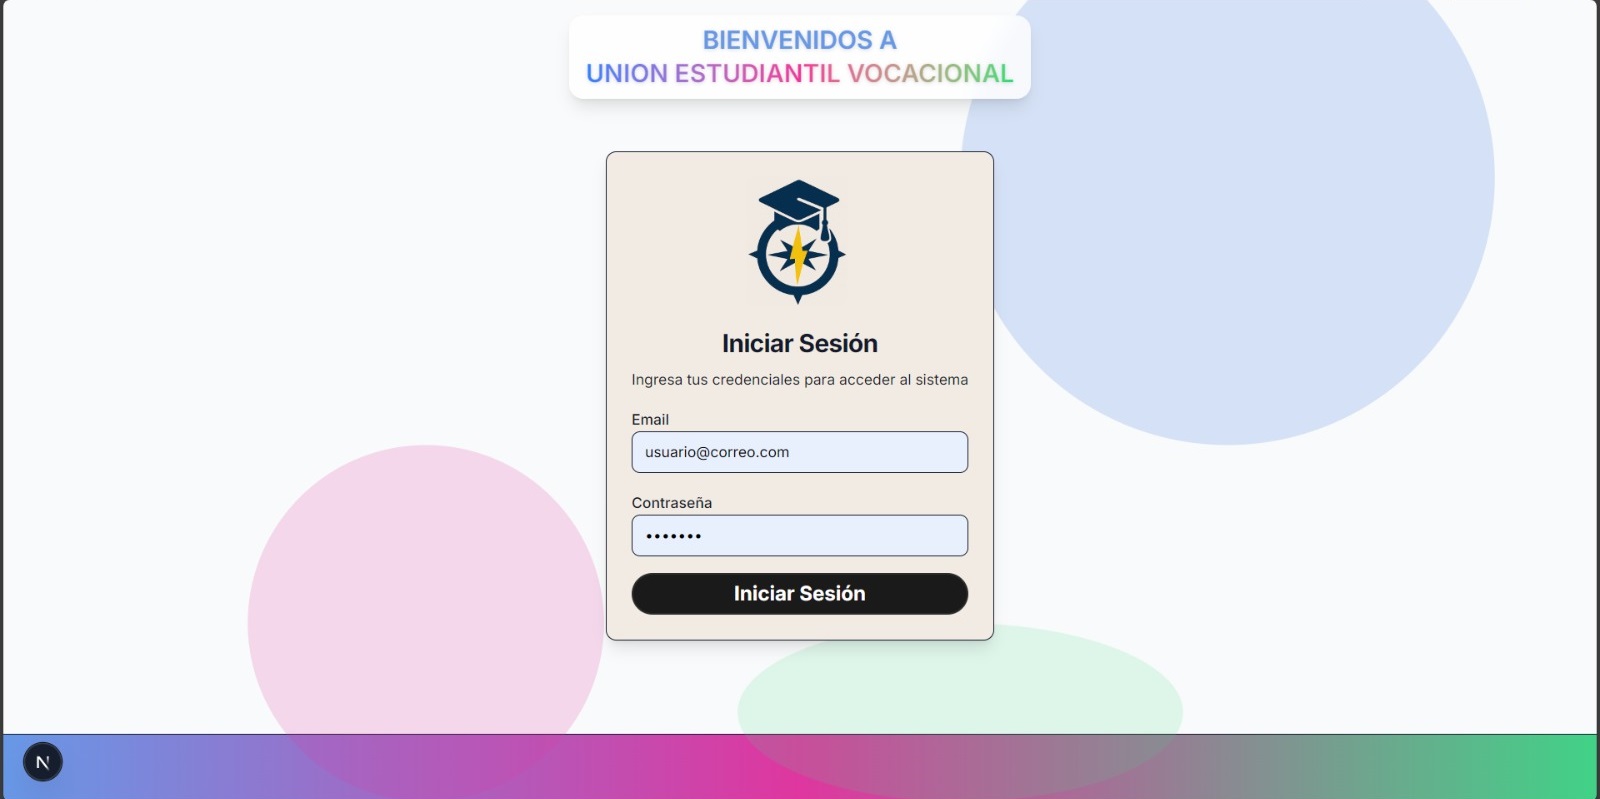 BIENVENIDOS A
UNION ESTUDIANTIL VOCACIONAL
Iniciar Sesión
Ingresa tus credenciales para acceder al sistema
Email
usuario@correo.com
Contraseña
•••••••
Iniciar Sesión
N